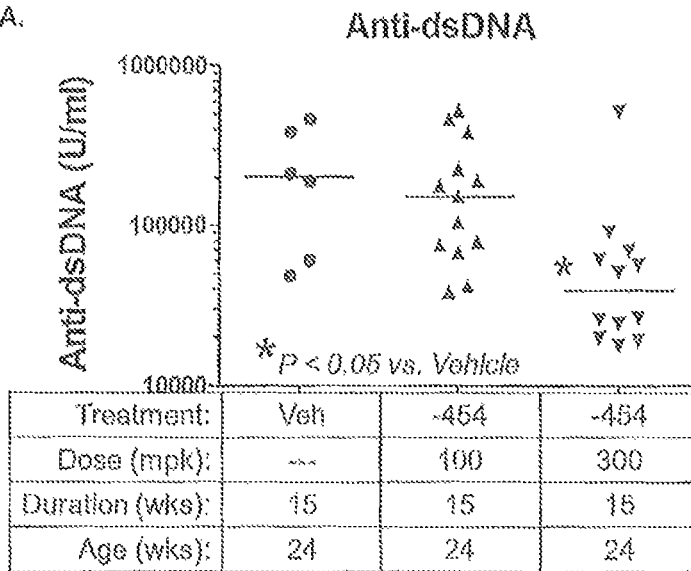 A.
Anti-dsDNA
Anti-dsDNA (U/ml)
1000000
100000
10000
*
* P < 0.05 vs. Vehicle
Treatment: Veh -454 -454
Dose (mpk): --- 100 300
Duration (wks): 15 15 15
Age (wks): 24 24 24